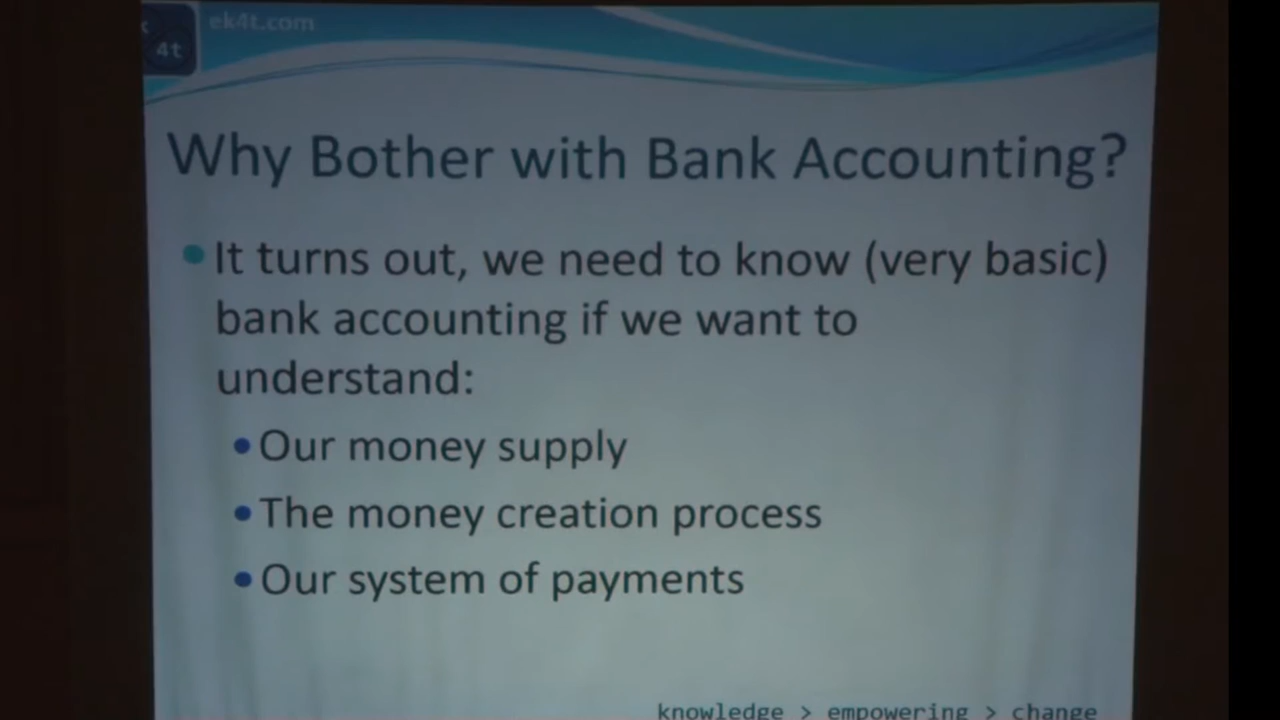 ek4t.com
4t
Why Bother with Bank Accounting?
It turns out, we need to know (very basic)
bank accounting if we want to
understand:
Our money supply
The money creation process
Our system of payments
knowledge > empowering > change